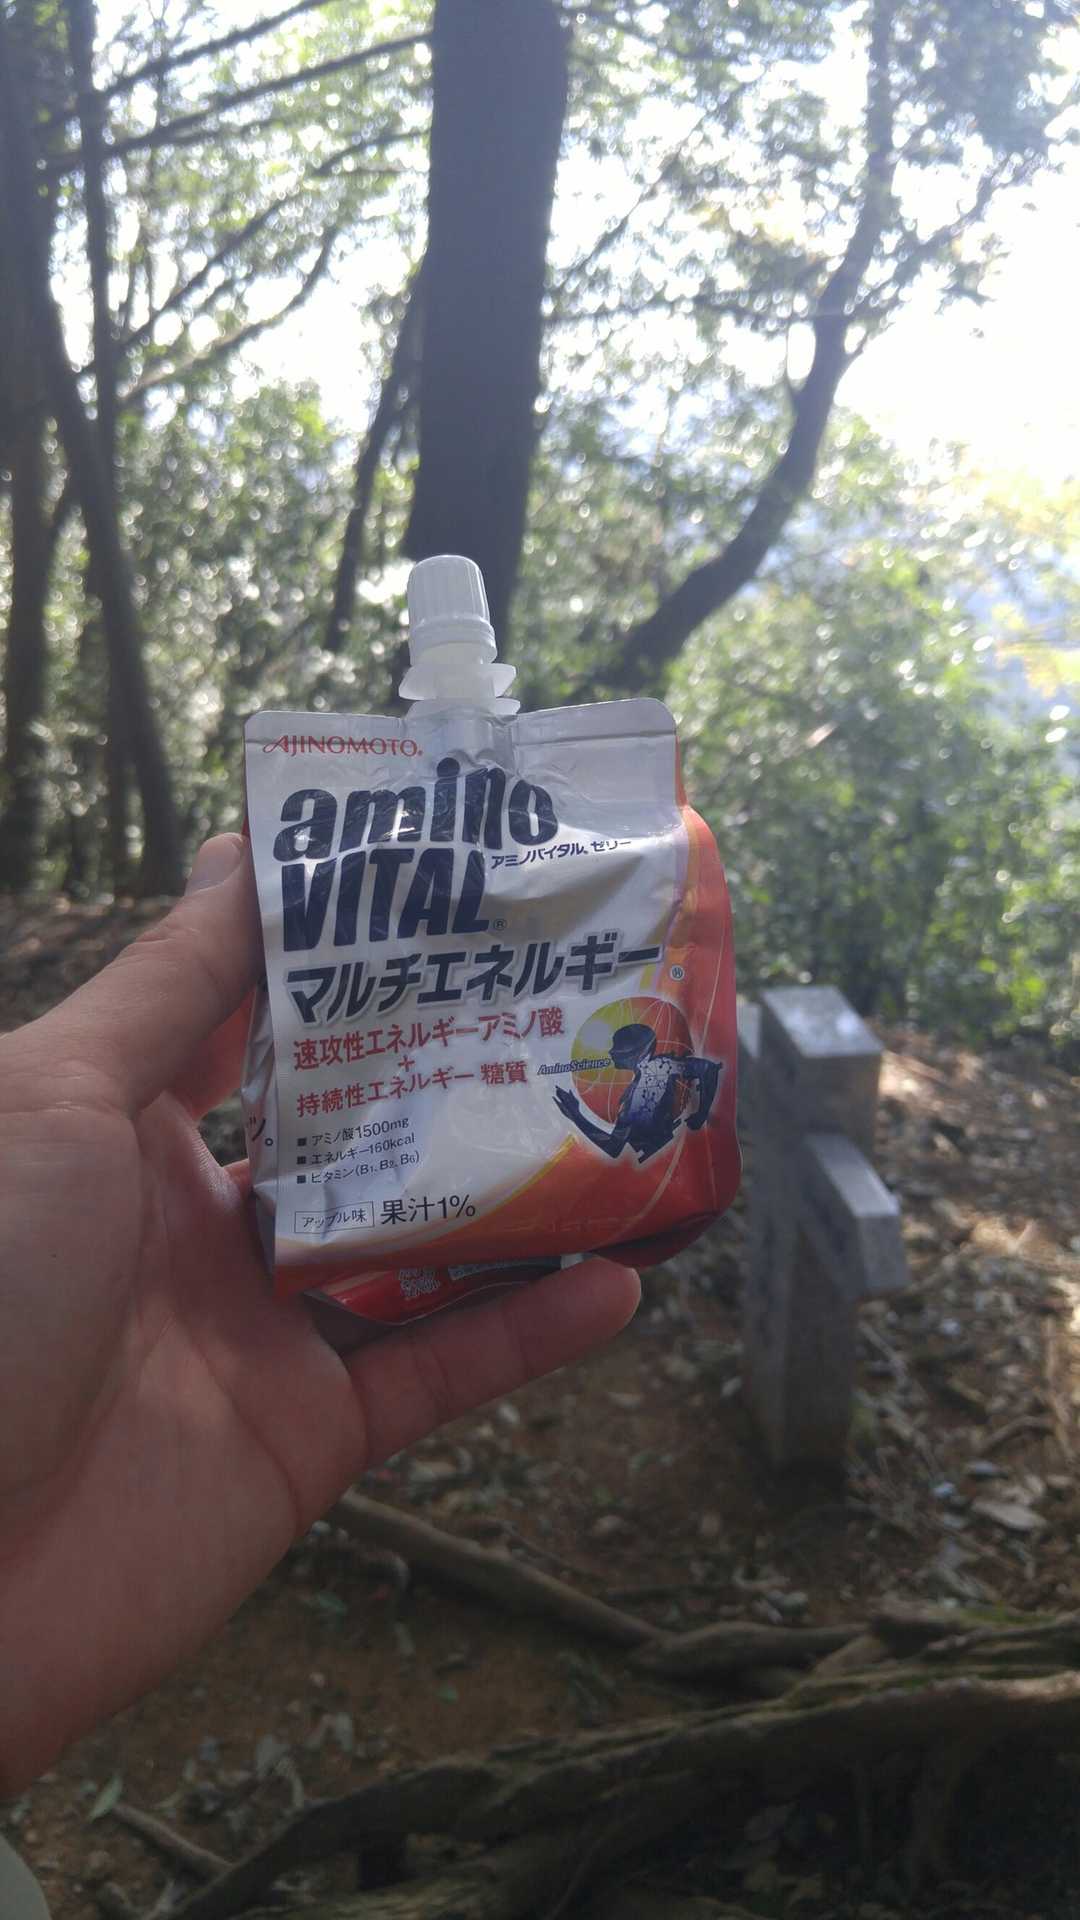 AJINOMOTO®
amino
VITAL®
アミノバイタル® ゼリー
マルチエネルギー
速攻性エネルギーアミノ酸
+
持続性エネルギー 糖質
AminoScience
■ アミノ酸1500mg
■ エネルギー160kcal
■ ビタミン(B1、B2、B6)
アップル味 果汁1%
ツ。